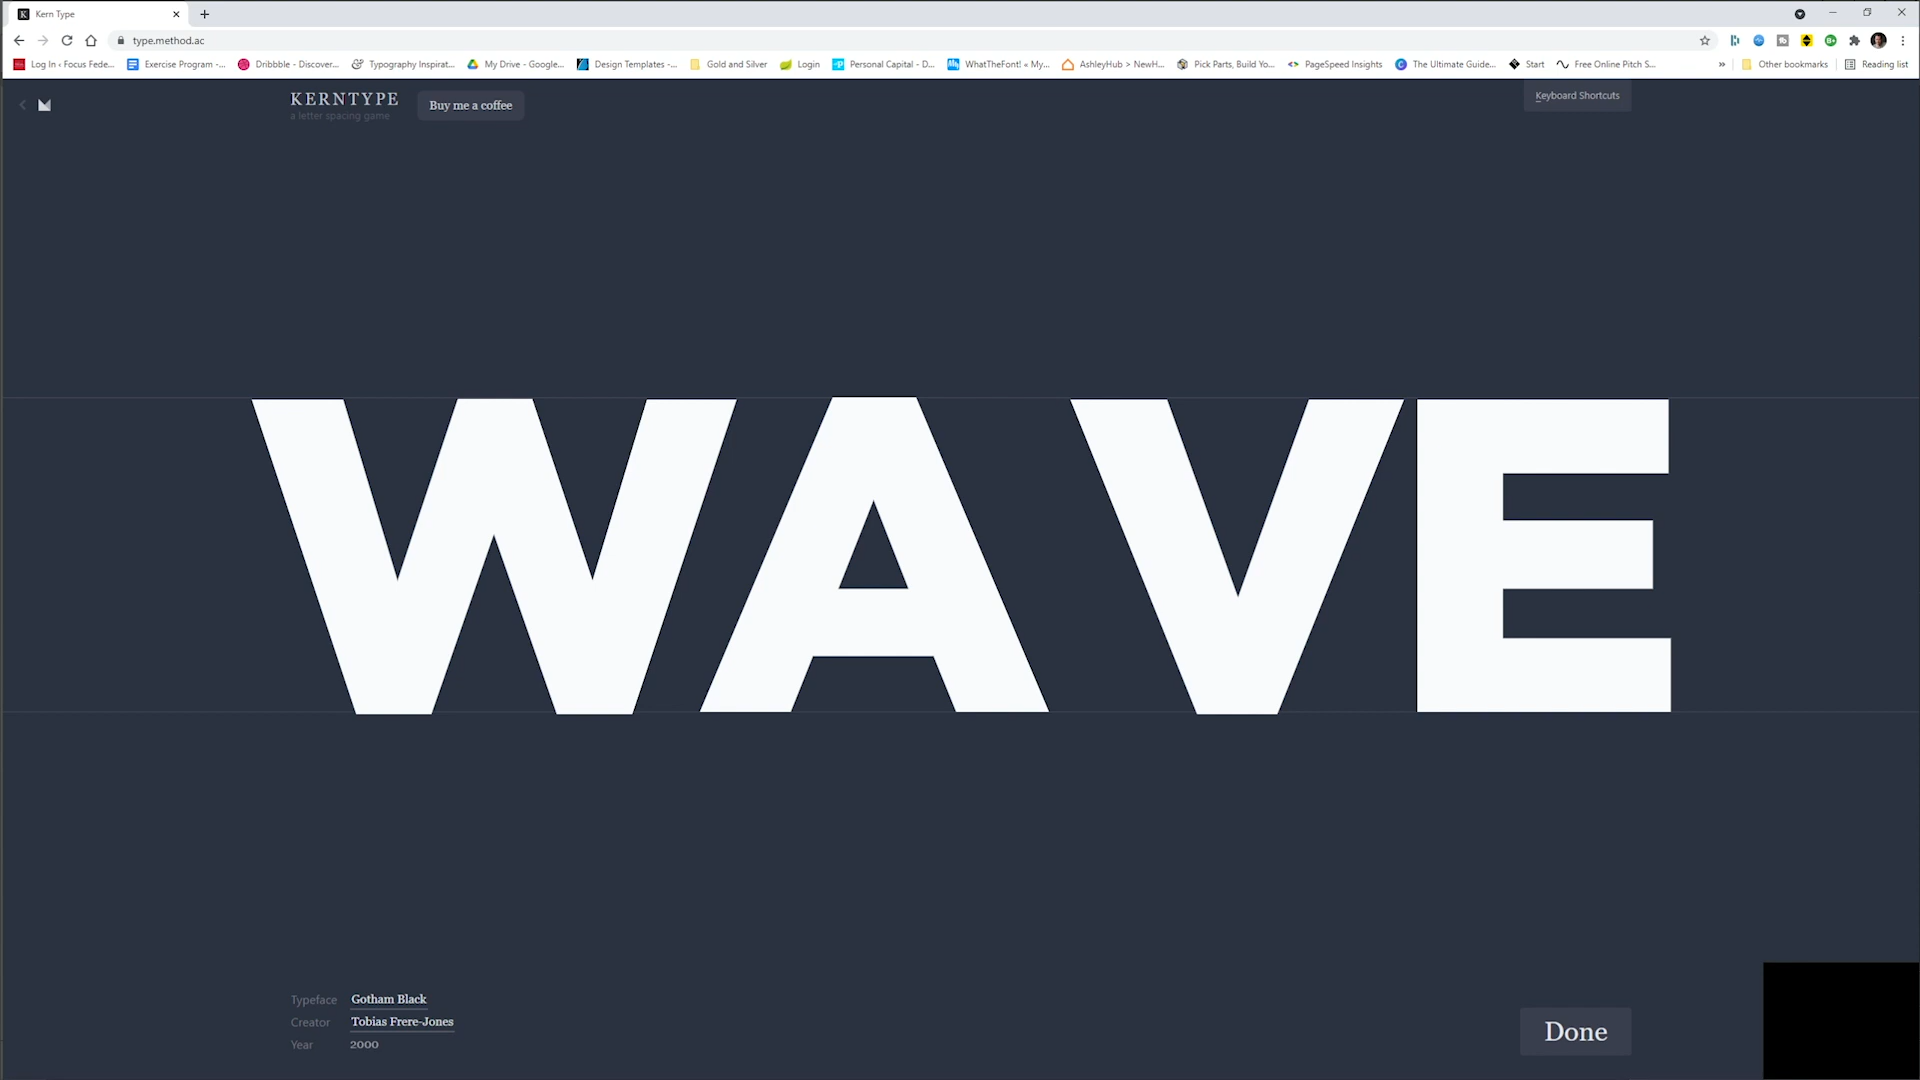 Kern Type
type.method.ac
Log In ‹ Focus Fede...
Exercise Program -...
Dribbble - Discover...
Typography Inspirat...
My Drive - Google...
Design Templates -...
Gold and Silver
Login
Personal Capital - D...
WhatTheFont! « My...
AshleyHub > NewH...
Pick Parts, Build Yo...
PageSpeed Insights
The Ultimate Guide...
Start
Free Online Pitch S...
»
Other bookmarks
Reading list
KERNTYPE
a letter spacing game
Buy me a coffee
Keyboard Shortcuts
WAVE
Typeface Gotham Black
Creator Tobias Frere-Jones
Year 2000
Done